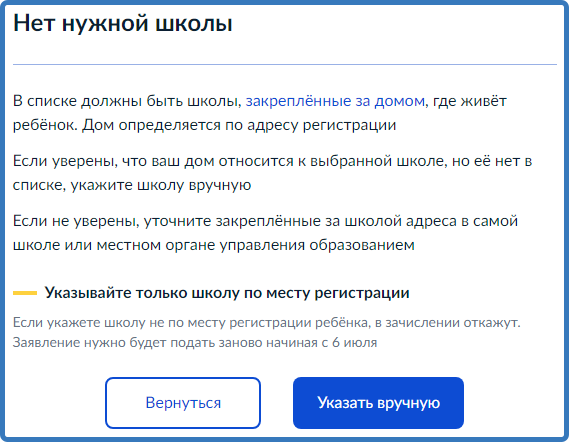 Нет нужной школы
В списке должны быть школы, закреплённые за домом, где живёт
ребёнок. Дом определяется по адресу регистрации
Если уверены, что ваш дом относится к выбранной школе, но её нет в
списке, укажите школу вручную
Если не уверены, уточните закреплённые за школой адреса в самой
школе или местном органе управления образованием
Указывайте только школу по месту регистрации
Если укажете школу не по месту регистрации ребёнка, в зачислении откажут.
Заявление нужно будет подать заново начиная с 6 июля
Вернуться
Указать вручную